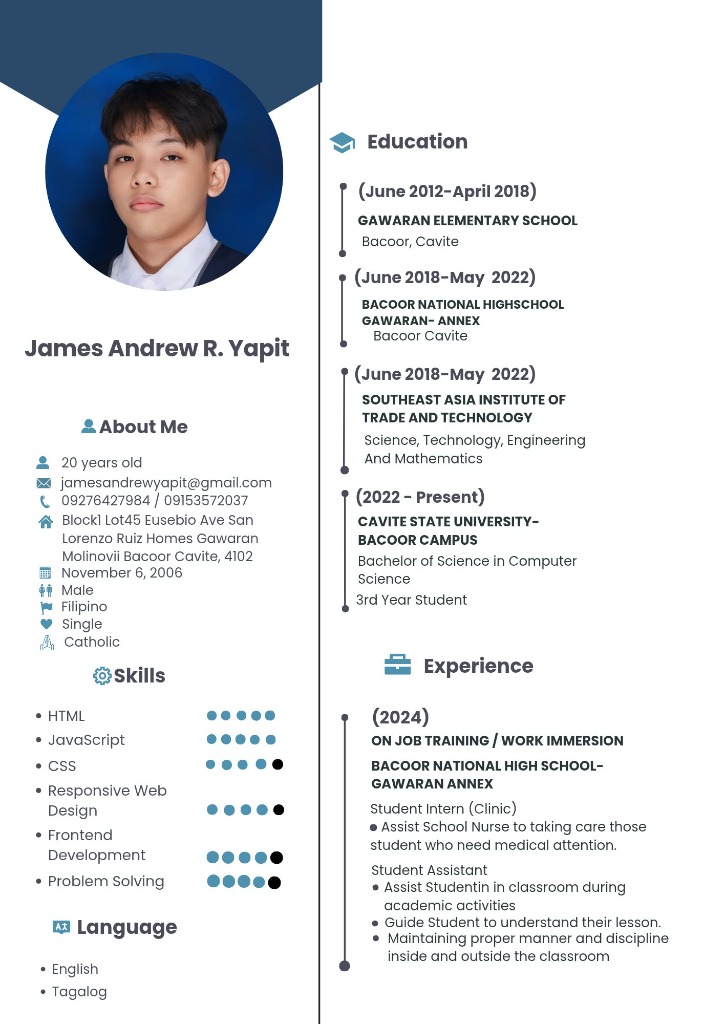 James Andrew R. Yapit
About Me
20 years old
jamesandrewyapit@gmail.com
09276427984 / 09153572037
Block1 Lot45 Eusebio Ave San
Lorenzo Ruiz Homes Gawaran
Molinovii Bacoor Cavite, 4102
November 6, 2006
Male
Filipino
Single
Catholic
Skills
• HTML
• JavaScript
• CSS
• Responsive Web
Design
• Frontend
Development
• Problem Solving
Language
• English
• Tagalog
Education
(June 2012-April 2018)
GAWARAN ELEMENTARY SCHOOL
Bacoor, Cavite
(June 2018-May 2022)
BACOOR NATIONAL HIGHSCHOOL
GAWARAN- ANNEX
Bacoor Cavite
(June 2018-May 2022)
SOUTHEAST ASIA INSTITUTE OF
TRADE AND TECHNOLOGY
Science, Technology, Engineering
And Mathematics
(2022 - Present)
CAVITE STATE UNIVERSITY-
BACOOR CAMPUS
Bachelor of Science in Computer
Science
3rd Year Student
Experience
(2024)
ON JOB TRAINING / WORK IMMERSION
BACOOR NATIONAL HIGH SCHOOL-
GAWARAN ANNEX
Student Intern (Clinic)
• Assist School Nurse to taking care those
student who need medical attention.
Student Assistant
• Assist Studentin in classroom during
academic activities
• Guide Student to understand their lesson.
• Maintaining proper manner and discipline
inside and outside the classroom